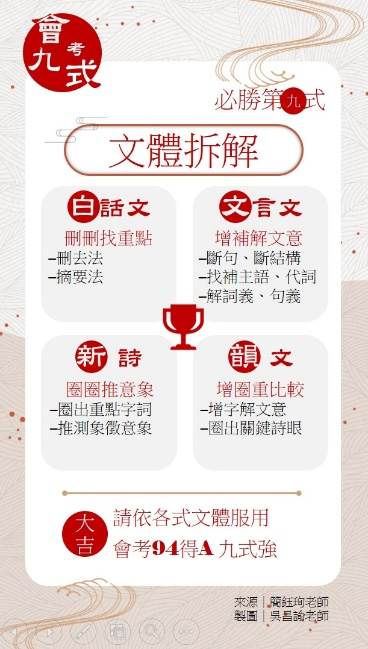 會考
九式
必勝第九式
文體拆解
白話文
刪刪找重點
–刪去法
–摘要法
文言文
增補解文意
–斷句、斷結構
–找補主語、代詞
–解詞義、句義
新詩
圈圈推意象
–圈出重點字詞
–推測象徵意象
韻文
增圈重比較
–增字解文意
–圈出關鍵詩眼
大吉
請依各式文體服用
會考94得A 九式強
來源｜簡鈺珣老師
製圖｜吳昌諭老師